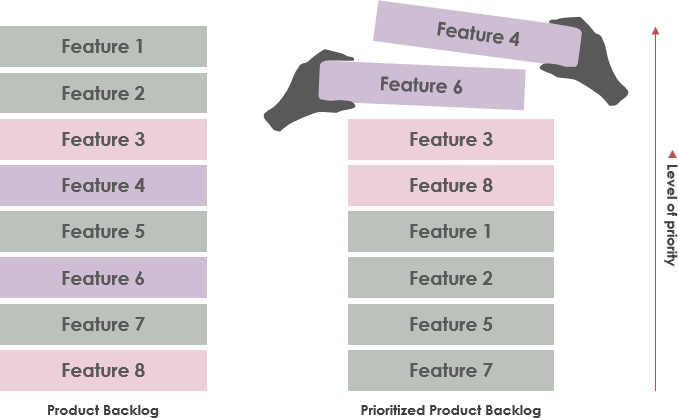 Feature 1
Feature 2
Feature 3
Feature 4
Feature 5
Feature 6
Feature 7
Feature 8
Product Backlog
Feature 4
Feature 6
Feature 3
Feature 8
Feature 1
Feature 2
Feature 5
Feature 7
Prioritized Product Backlog
Level of priority